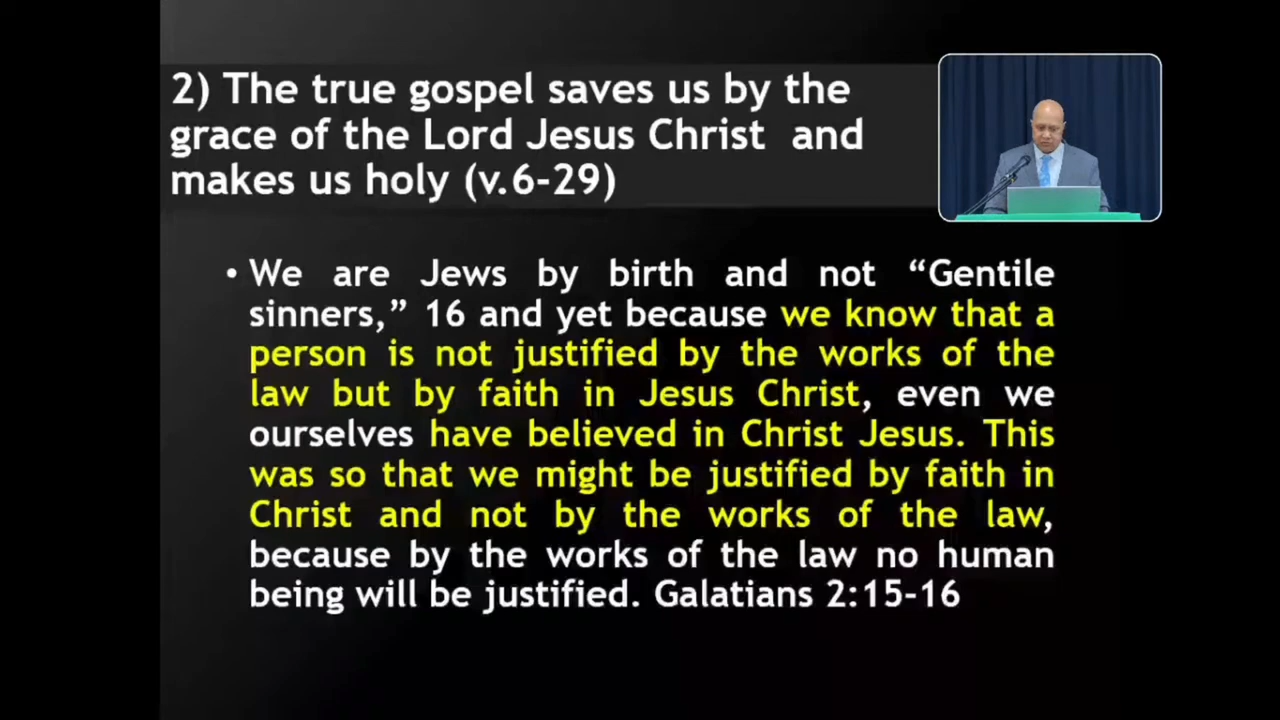 2) The true gospel saves us by the
grace of the Lord Jesus Christ and
makes us holy (v.6-29)
• We are Jews by birth and not “Gentile
sinners,” 16 and yet because we know that a
person is not justified by the works of the
law but by faith in Jesus Christ, even we
ourselves have believed in Christ Jesus. This
was so that we might be justified by faith in
Christ and not by the works of the law,
because by the works of the law no human
being will be justified. Galatians 2:15-16